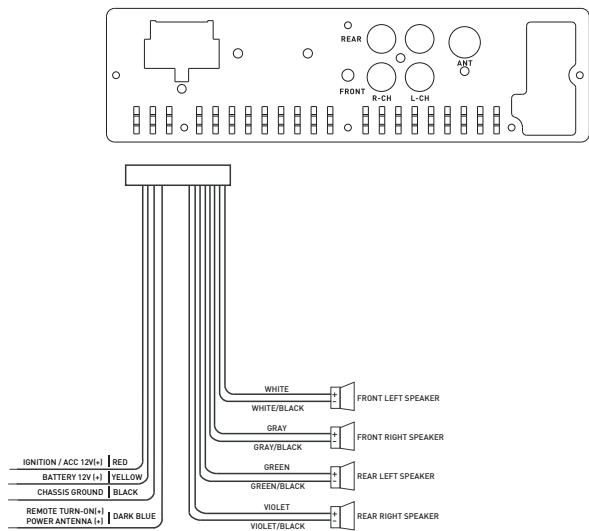 REAR
ANT
FRONT
R-CH L-CH
WHITE
+
-
FRONT LEFT SPEAKER
WHITE/BLACK
GRAY
+
-
FRONT RIGHT SPEAKER
GRAY/BLACK
IGNITION / ACC 12V(+) RED
GREEN
+
-
REAR LEFT SPEAKER
BATTERY 12V (+) YELLOW
GREEN/BLACK
CHASSIS GROUND BLACK
REMOTE TURN-ON(+)
POWER ANTENNA (+) DARK BLUE
VIOLET
+
-
REAR RIGHT SPEAKER
VIOLET/BLACK